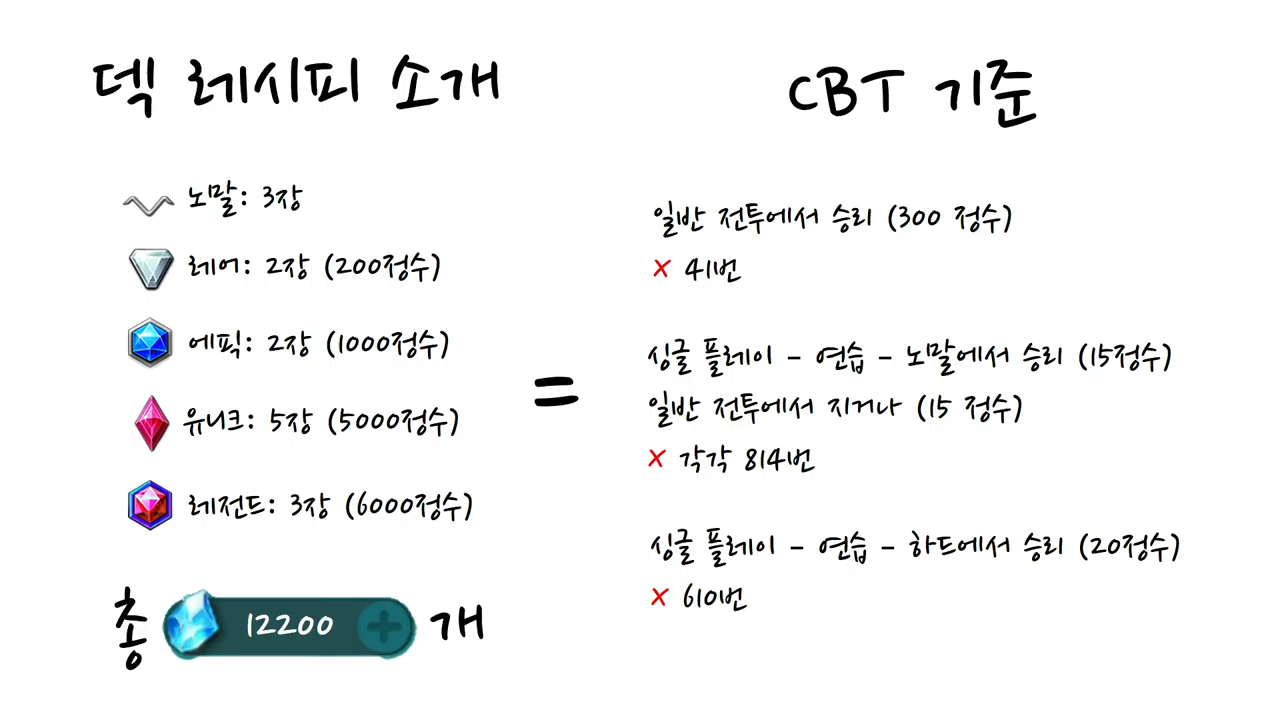 덱 레시피 소개
노말: 3장
레어: 2장 (200정수)
에픽: 2장 (1000정수)
유니크: 5장 (5000정수)
레전드: 3장 (6000정수)
총 12200 개
=
CBT 기준
일반 전투에서 승리 (300 정수)
× 41번
싱글 플레이 - 연습 - 노말에서 승리 (15정수)
일반 전투에서 지거나 (15 정수)
× 각각 814번
싱글 플레이 - 연습 - 하드에서 승리 (20정수)
× 610번